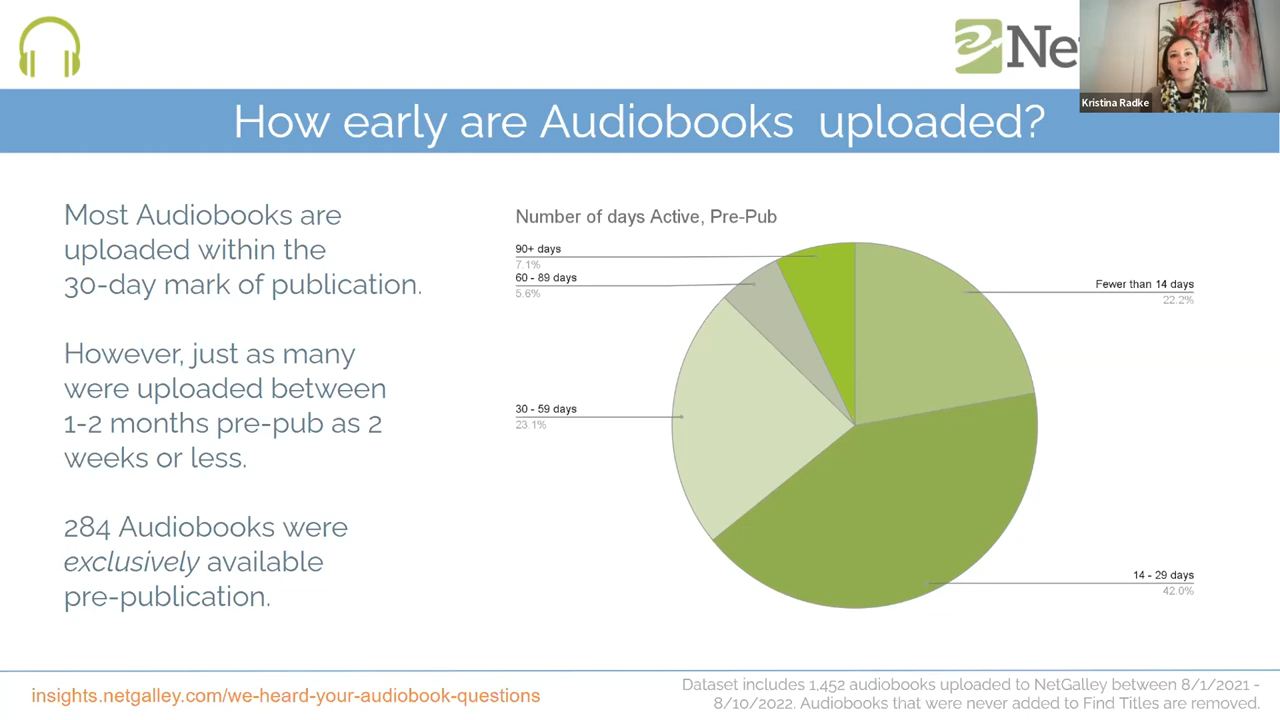 Net
Kristina Radke
How early are Audiobooks uploaded?
Most Audiobooks are
uploaded within the
30-day mark of publication.
However, just as many
were uploaded between
1-2 months pre-pub as 2
weeks or less.
284 Audiobooks were
exclusively available
pre-publication.
Number of days Active, Pre-Pub
90+ days
7.1%
60 - 89 days
5.6%
30 - 59 days
23.1%
Fewer than 14 days
22.2%
14 - 29 days
42.0%
insights.netgalley.com/we-heard-your-audiobook-questions
Dataset includes 1,452 audiobooks uploaded to NetGalley between 8/1/2021 -
8/10/2022. Audiobooks that were never added to Find Titles are removed.